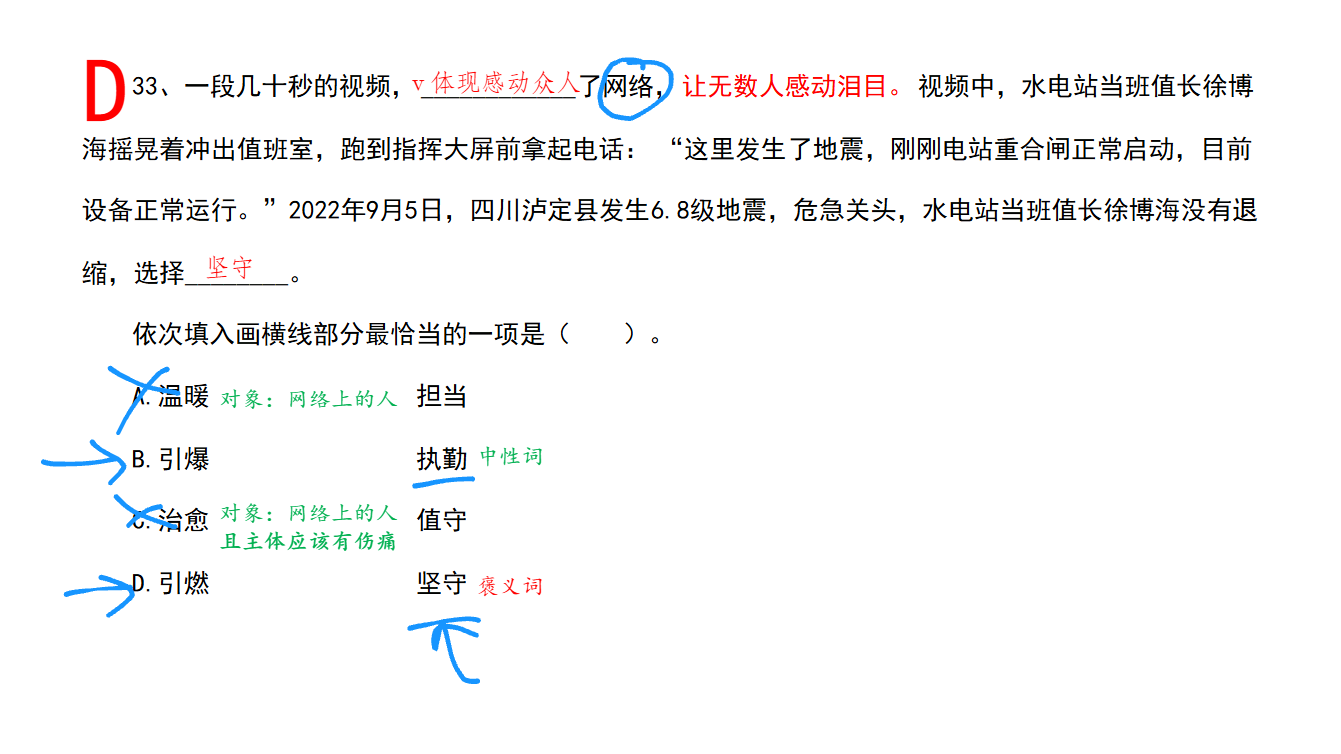 D 33、一段几十秒的视频，v 体现感动众人了网络，让无数人感动泪目。视频中，水电站当班值长徐博
海摇晃着冲出值班室，跑到指挥大屏前拿起电话：“这里发生了地震，刚刚电站重合闸正常启动，目前
设备正常运行。”2022年9月5日，四川泸定县发生6.8级地震，危急关头，水电站当班值长徐博海没有退
缩，选择坚守。
依次填入画横线部分最恰当的一项是（　　）。
A.温暖 对象：网络上的人 担当
B.引爆 执勤 中性词
C.治愈 对象：网络上的人 值守
且主体应该有伤痛
D.引燃 坚守 褒义词